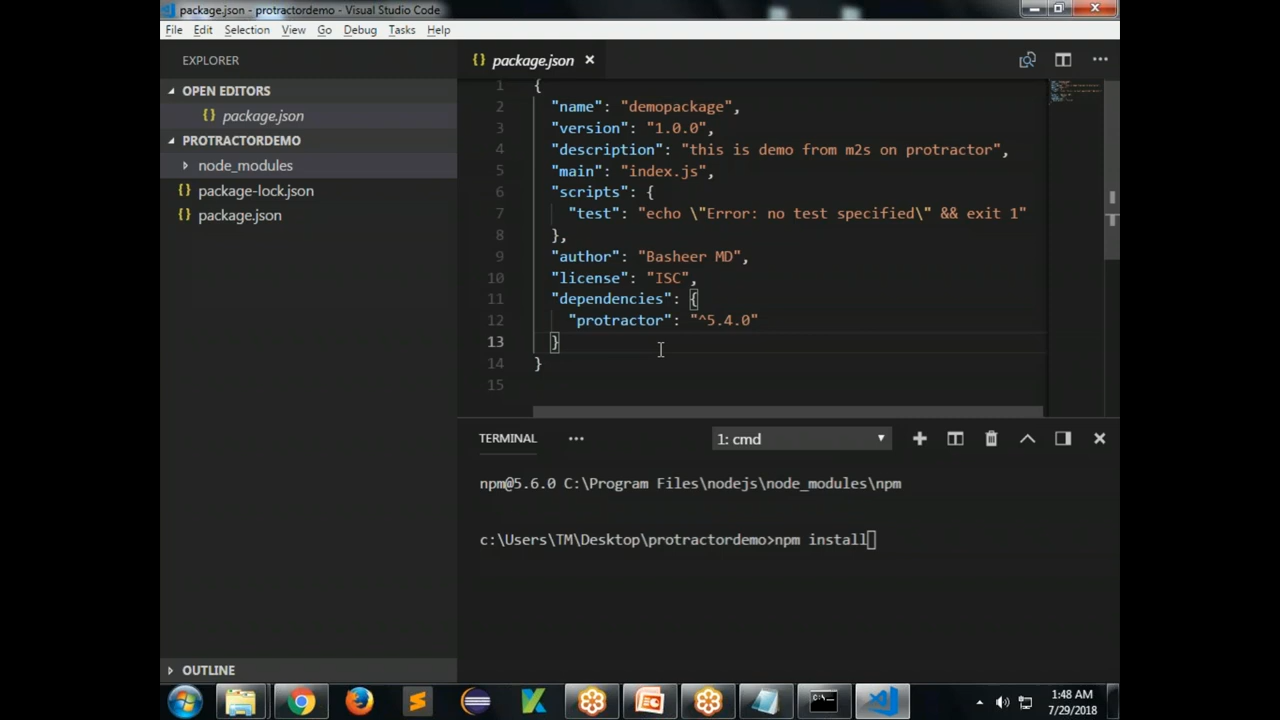 package.json - protractordemo - Visual Studio Code
File Edit Selection View Go Debug Tasks Help
EXPLORER
OPEN EDITORS
{} package.json
PROTRACTORDEMO
node_modules
{} package-lock.json
{} package.json
OUTLINE
{} package.json
1 {
2 "name": "demopackage",
3 "version": "1.0.0",
4 "description": "this is demo from m2s on protractor",
5 "main": "index.js",
6 "scripts": {
7 "test": "echo \"Error: no test specified\" && exit 1"
8 },
9 "author": "Basheer MD",
10 "license": "ISC",
11 "dependencies": {
12 "protractor": "^5.4.0"
13 }
14 }
15
TERMINAL ••• 1: cmd
npm@5.6.0 C:\Program Files\nodejs\node_modules\npm
c:\Users\TM\Desktop\protractordemo>npm install
1:48 AM
7/29/2018